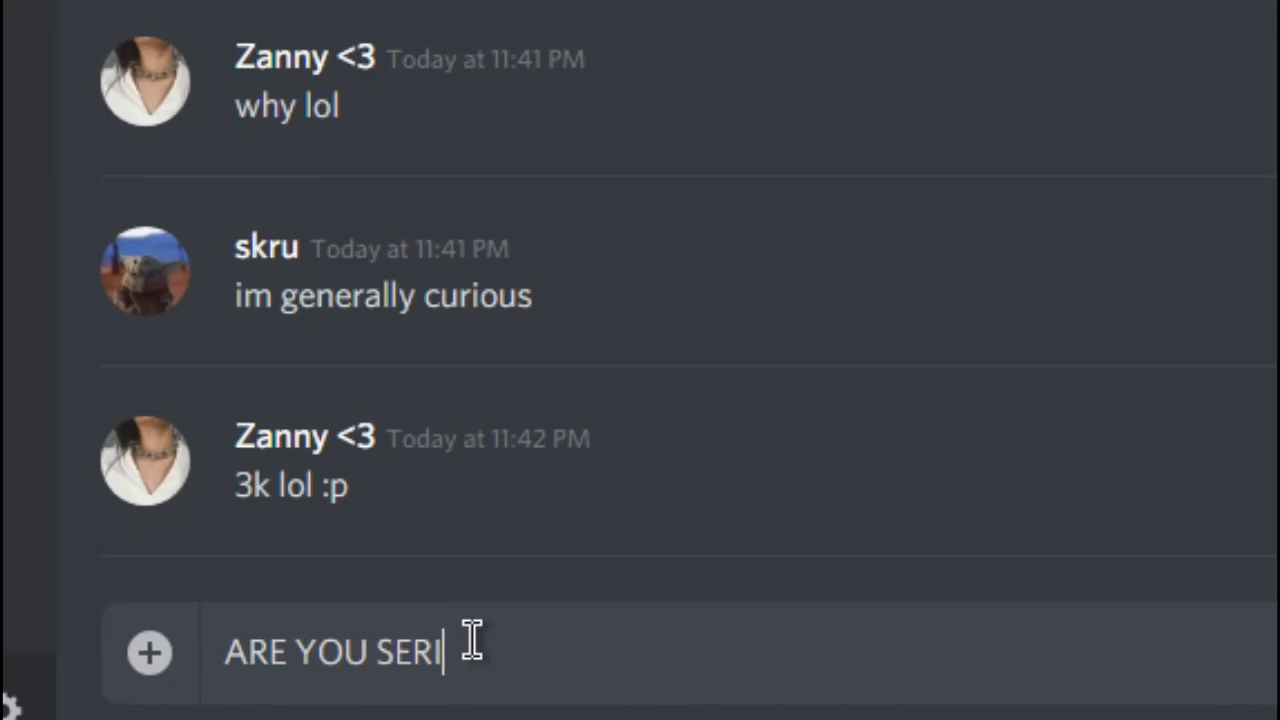 Zanny <3 Today at 11:41 PM
why lol
skru Today at 11:41 PM
im generally curious
Zanny <3 Today at 11:42 PM
3k lol :p
ARE YOU SERI